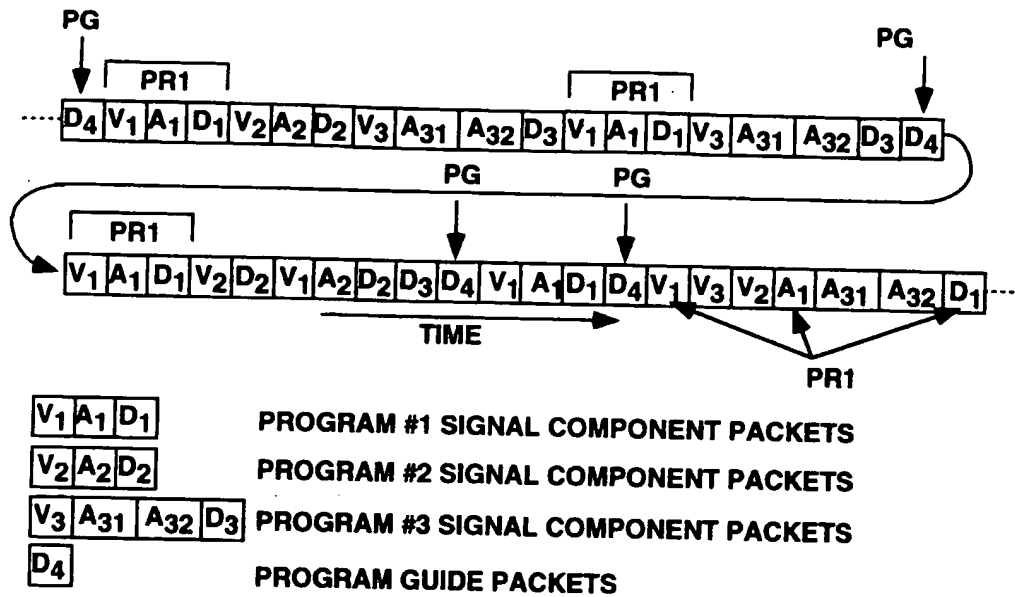 PG
PG
PR1
PR1
D4 V1 A1 D1 V2 A2 D2 V3 A31 A32 D3 V1 A1 D1 V3 A31 A32 D3 D4
PG
PG
PR1
V1 A1 D1 V2 D2 V1 A2 D2 D3 D4 V1 A1 D1 D4 V1 V3 V2 A1 A31 A32 D1
TIME
PR1
V1 A1 D1 PROGRAM #1 SIGNAL COMPONENT PACKETS
V2 A2 D2 PROGRAM #2 SIGNAL COMPONENT PACKETS
V3 A31 A32 D3 PROGRAM #3 SIGNAL COMPONENT PACKETS
D4 PROGRAM GUIDE PACKETS